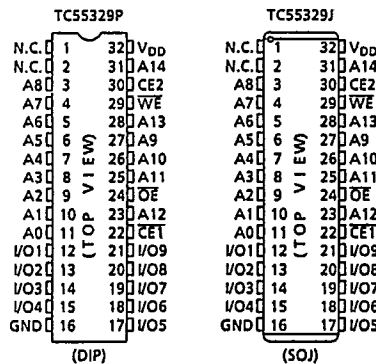 TC55329P TC55329J
N.C. 1 32 VDD N.C. 1 32 VDD
N.C. 2 31 A14 N.C. 2 31 A14
A8 3 30 CE2 A8 3 30 CE2
A7 4 29 W̅E̅ A7 4 29 W̅E̅
A6 5 28 A13 A6 5 28 A13
A5 6 27 A9 A5 6 27 A9
A4 7 26 A10 A4 7 26 A10
A3 8 25 A11 A3 8 25 A11
A2 9 24 O̅E̅ A2 9 24 O̅E̅
A1 10 23 A12 A1 10 23 A12
A0 11 22 C̅E̅1̅ A0 11 22 C̅E̅1̅
I/O1 12 21 I/O9 I/O1 12 21 I/O9
I/O2 13 20 I/O8 I/O2 13 20 I/O8
I/O3 14 19 I/O7 I/O3 14 19 I/O7
I/O4 15 18 I/O6 I/O4 15 18 I/O6
GND 16 17 I/O5 GND 16 17 I/O5
(TOP VIEW) (TOP VIEW)
(DIP) (SOJ)